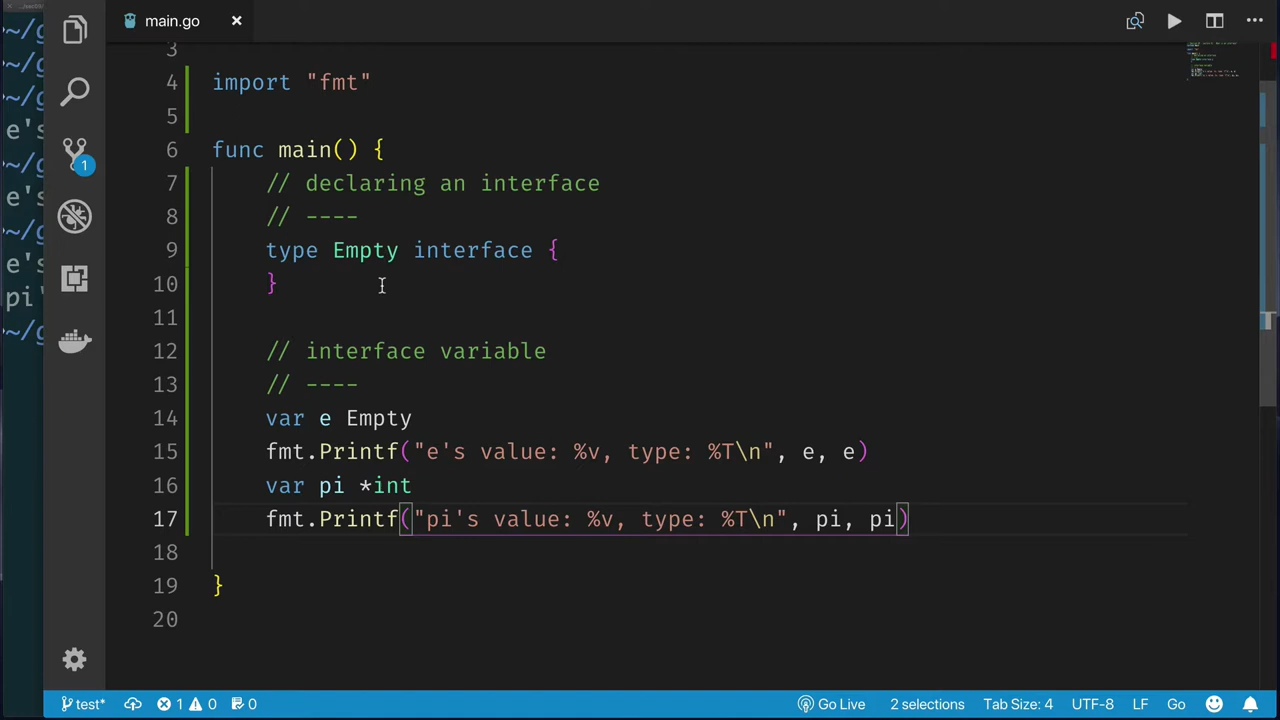 main.go
3
4 import "fmt"
5
6 func main() {
7 // declaring an interface
8 // ----
9 type Empty interface {
10 }
11
12 // interface variable
13 // ----
14 var e Empty
15 fmt.Printf("e's value: %v, type: %T\n", e, e)
16 var pi *int
17 fmt.Printf("pi's value: %v, type: %T\n", pi, pi)
18
19 }
20
~/g
~/g
~/g
e's
~/g
e's
~/g
e's
pi'
~/g
1
test* 1 0 0 Go Live 2 selections Tab Size: 4 UTF-8 LF Go